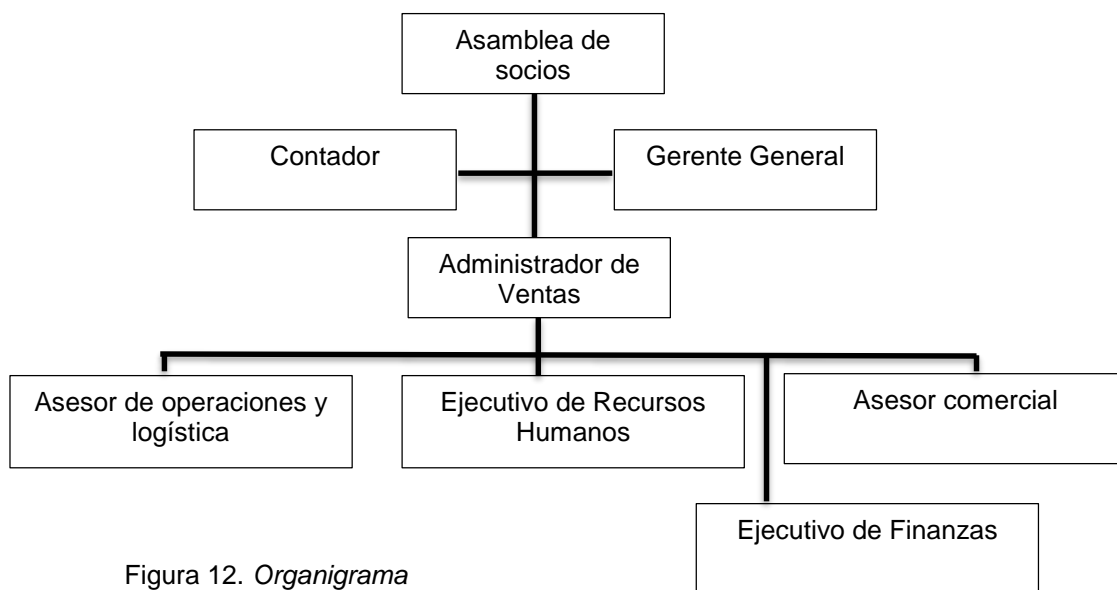 Asamblea de
socios
Contador
Gerente General
Administrador de
Ventas
Asesor de operaciones y
logística
Ejecutivo de Recursos
Humanos
Asesor comercial
Ejecutivo de Finanzas
Figura 12. Organigrama